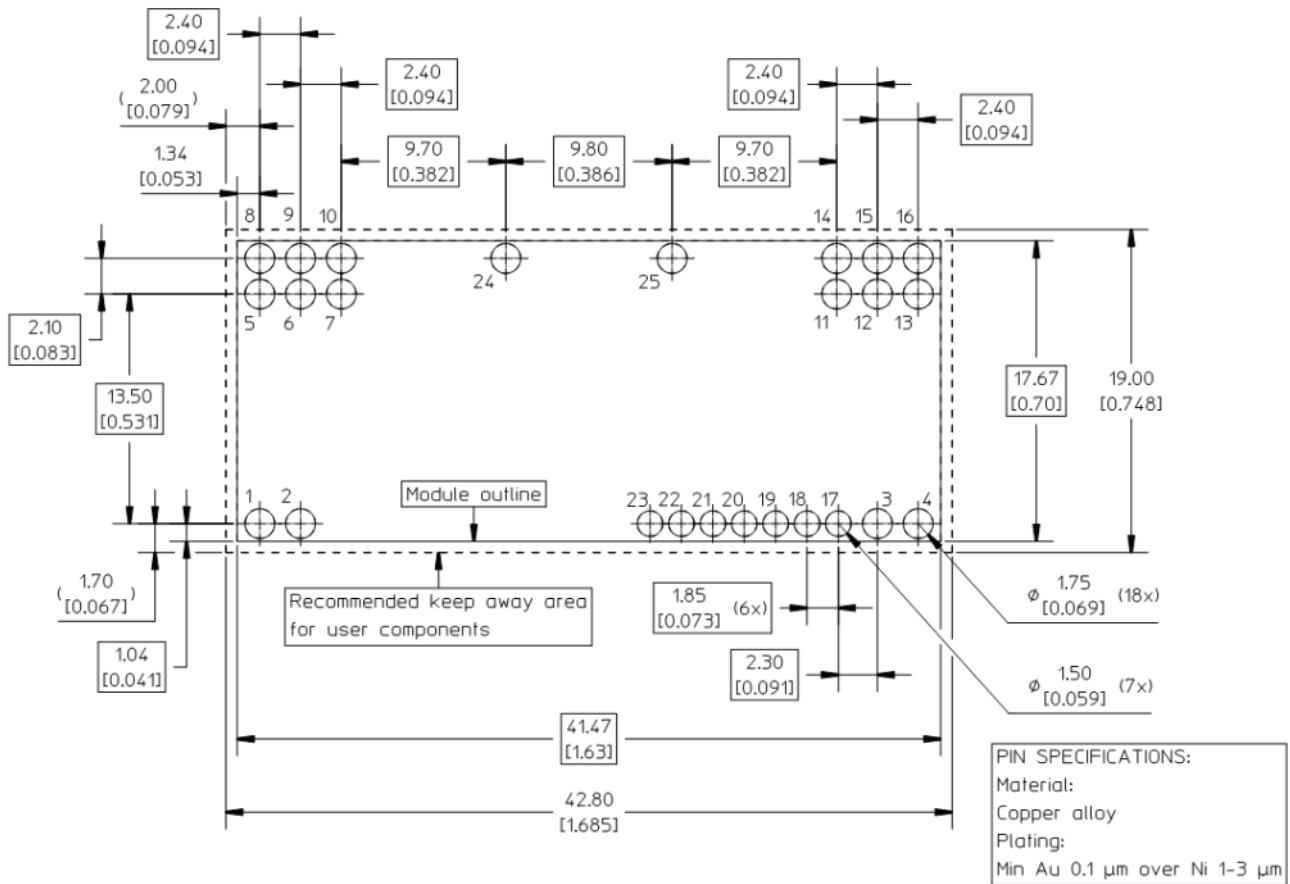 2.40
[0.094]
2.40
[0.094]
2.40
[0.094]
2.40
[0.094]
( 2.00 )
[0.079]
9.70
[0.382]
9.80
[0.386]
9.70
[0.382]
1.34
[0.053]
8 9 10 14 15 16
24 25
5 6 7 11 12 13
2.10
[0.083]
13.50
[0.531]
17.67
[0.70]
19.00
[0.748]
Module outline
1 2 23 22 21 20 19 18 17 3 4
( 1.70 )
[0.067]
Recommended keep away area
for user components
1.85
[0.073] (6x)
ø 1.75
[0.069] (18x)
1.04
[0.041]
2.30
[0.091]
ø 1.50
[0.059] (7x)
41.47
[1.63]
42.80
[1.685]
PIN SPECIFICATIONS:
Material:
Copper alloy
Plating:
Min Au 0.1 µm over Ni 1-3 µm